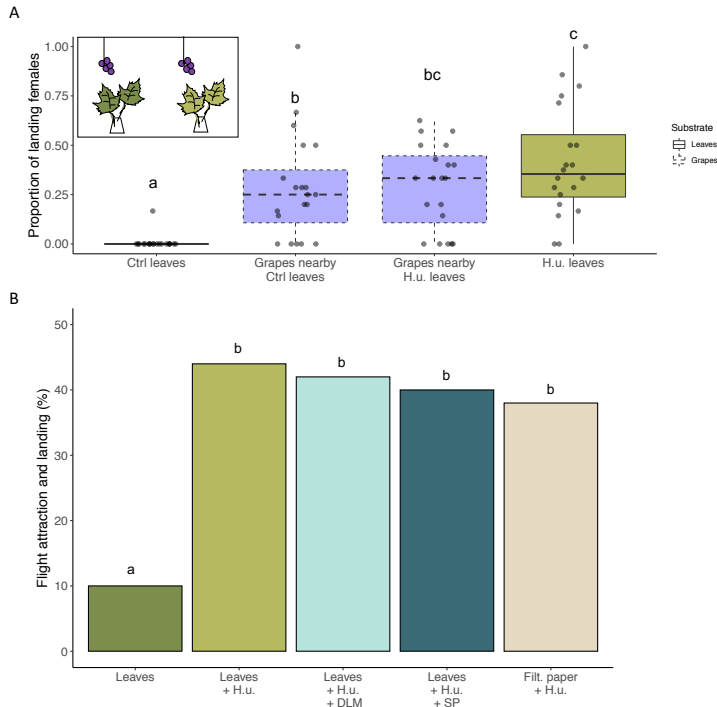 A
Proportion of landing females
1.00
0.75
0.50
0.25
0.00
a
b
bc
c
Ctrl leaves
Grapes nearby
Ctrl leaves
Grapes nearby
H.u. leaves
H.u. leaves
Substrate
Leaves
Grapes
B
Flight attraction and landing (%)
50
40
30
20
10
0
a
b
b
b
b
Leaves
Leaves
+ H.u.
Leaves
+ H.u.
+ DLM
Leaves
+ H.u.
+ SP
Filt. paper
+ H.u.